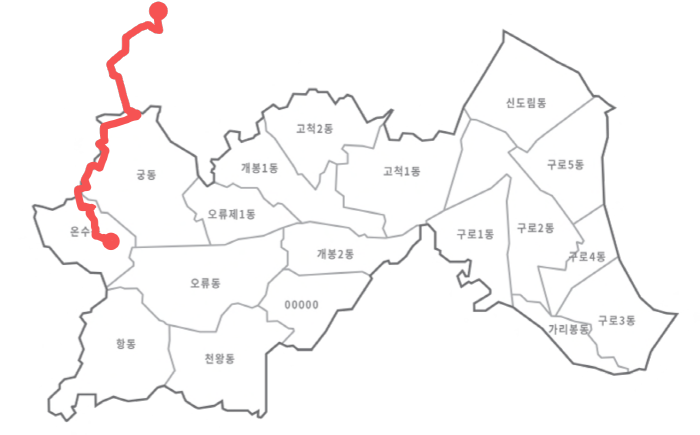 신도림동
고척2동
구로5동
개봉1동
고척1동
궁동
오류제1동
구로2동
온수
구로1동
개봉2동
구로4동
오류동
00000
구로3동
가리봉동
항동
천왕동